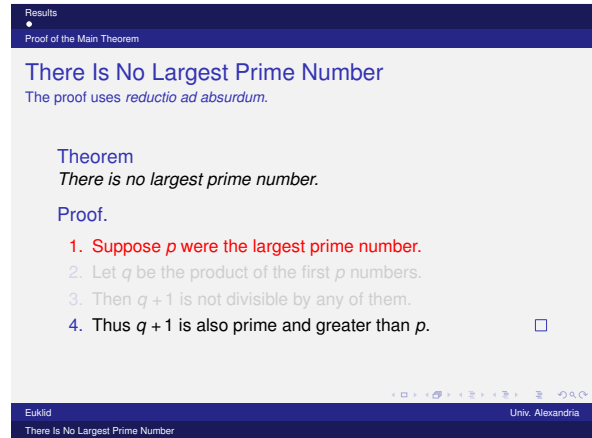 Results
Proof of the Main Theorem
There Is No Largest Prime Number
The proof uses reductio ad absurdum.
Theorem
There is no largest prime number.
Proof.
1. Suppose p were the largest prime number.
2. Let q be the product of the first p numbers.
3. Then q + 1 is not divisible by any of them.
4. Thus q + 1 is also prime and greater than p.
Euklid Univ. Alexandria
There Is No Largest Prime Number